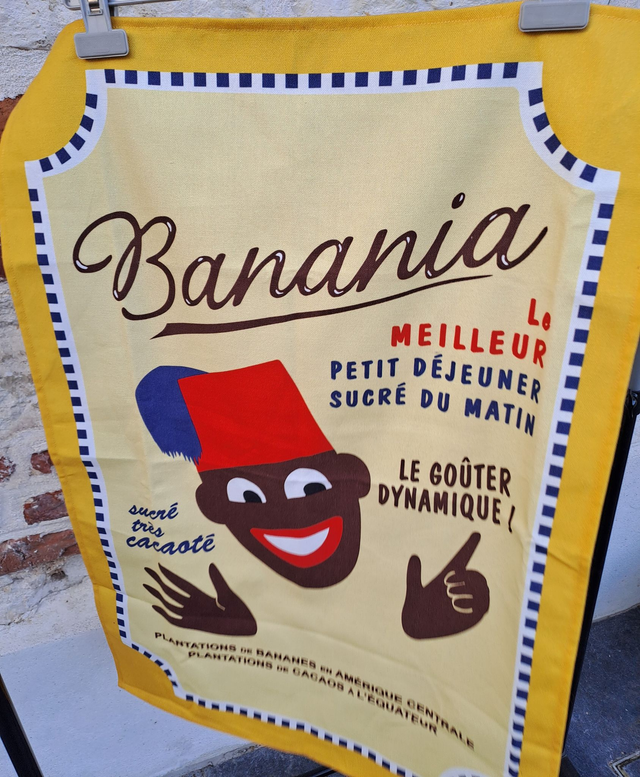 Banania
Le
MEILLEUR
PETIT DÉJEUNER
SUCRÉ DU MATIN
LE GOÛTER
DYNAMIQUE !
sucré
très
cacaoté
PLANTATIONS DE BANANES EN AMÉRIQUE CENTRALE
PLANTATIONS DE CACAOS A L'ÉQUATEUR